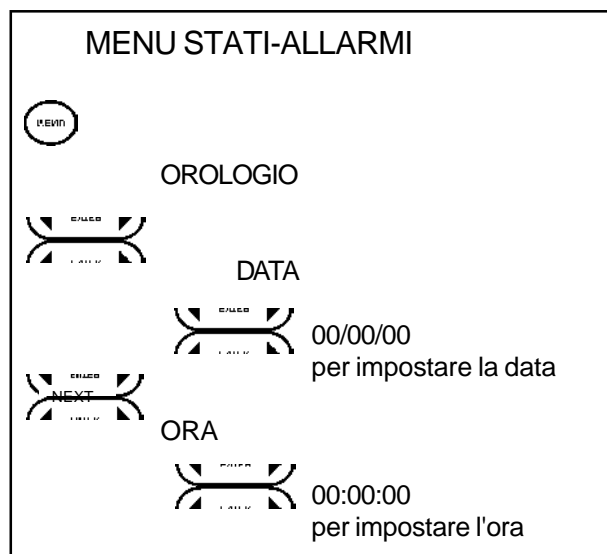 MENU STATI-ALLARMI
OROLOGIO
DATA
00/00/00
per impostare la data
NEXT
ORA
00:00:00
per impostare l'ora